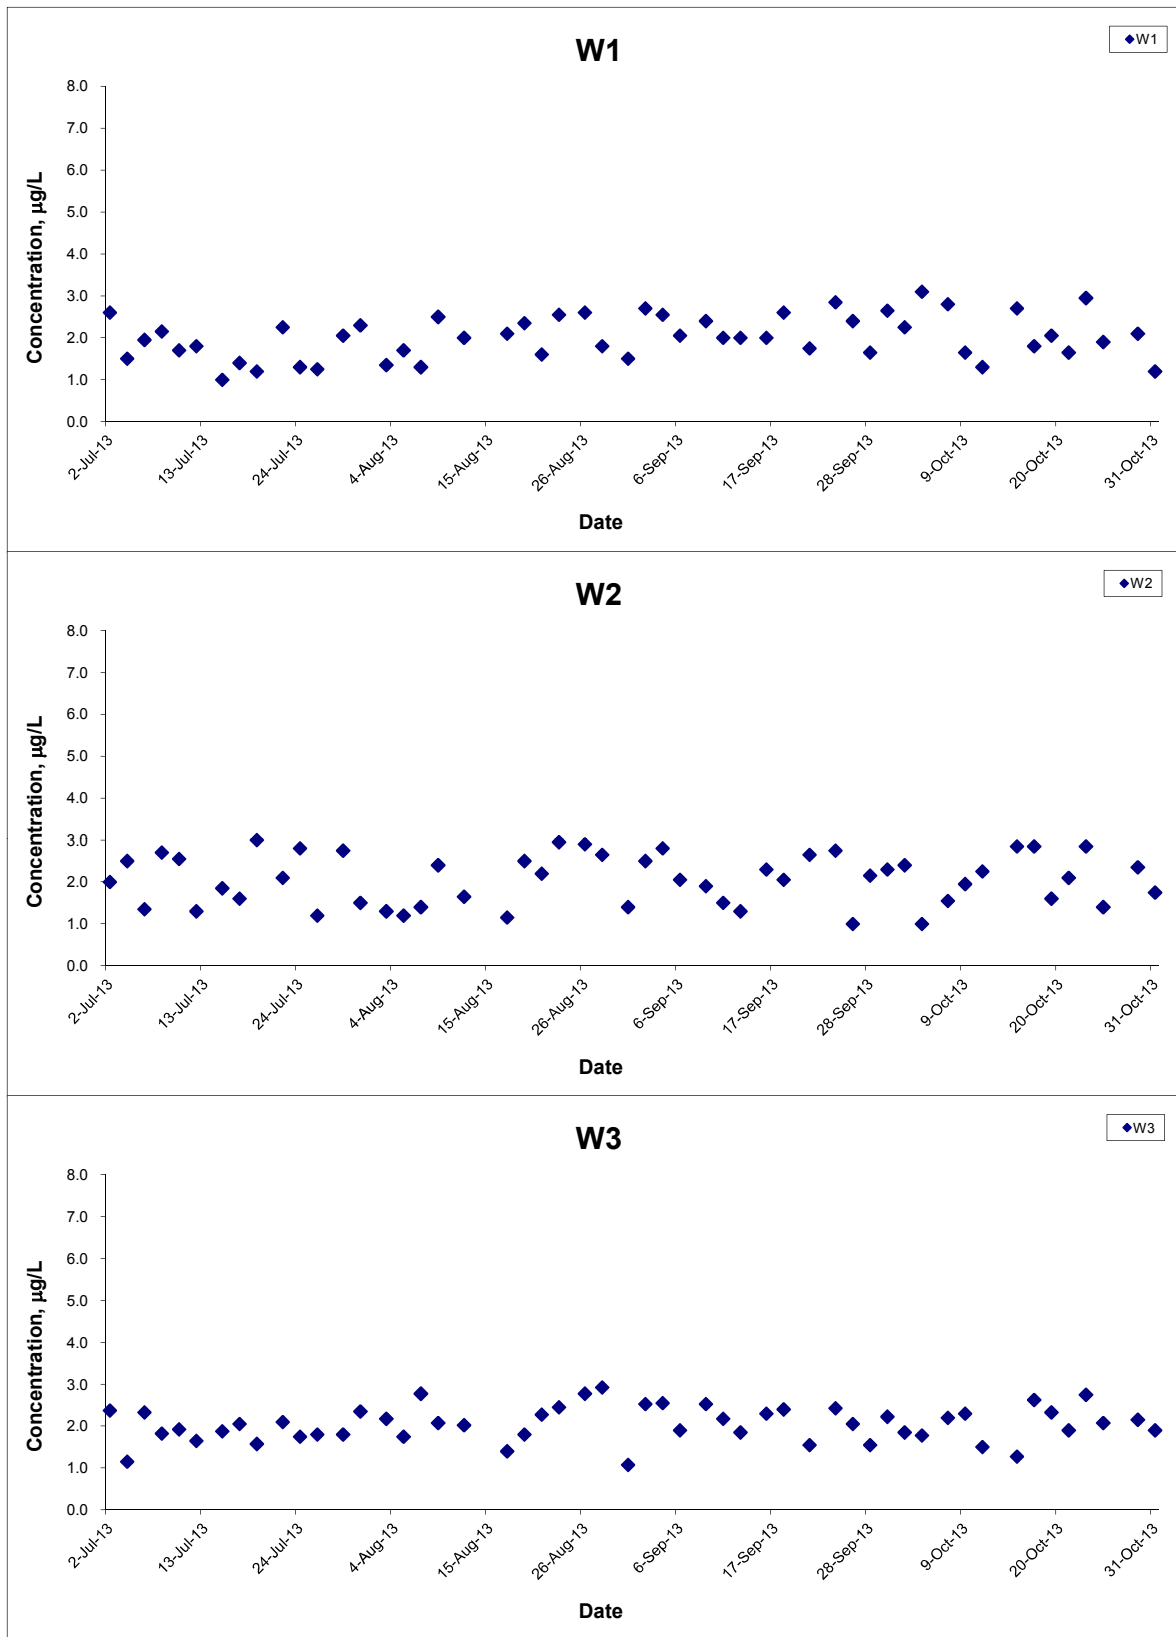 W1
W1
8.0
7.0
6.0
5.0
4.0
3.0
2.0
1.0
0.0
Concentration, µg/L
2-Jul-13
13-Jul-13
24-Jul-13
4-Aug-13
15-Aug-13
26-Aug-13
6-Sep-13
17-Sep-13
28-Sep-13
9-Oct-13
20-Oct-13
31-Oct-13
Date
W2
W2
8.0
7.0
6.0
5.0
4.0
3.0
2.0
1.0
0.0
Concentration, µg/L
2-Jul-13
13-Jul-13
24-Jul-13
4-Aug-13
15-Aug-13
26-Aug-13
6-Sep-13
17-Sep-13
28-Sep-13
9-Oct-13
20-Oct-13
31-Oct-13
Date
W3
W3
8.0
7.0
6.0
5.0
4.0
3.0
2.0
1.0
0.0
Concentration, µg/L
2-Jul-13
13-Jul-13
24-Jul-13
4-Aug-13
15-Aug-13
26-Aug-13
6-Sep-13
17-Sep-13
28-Sep-13
9-Oct-13
20-Oct-13
31-Oct-13
Date